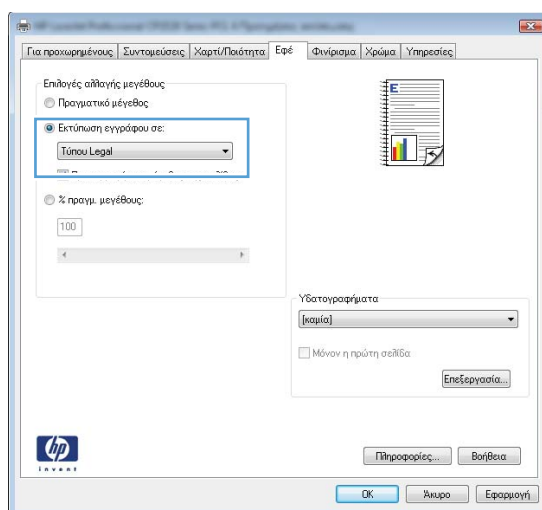 Για προχωρημένους Συντομεύσεις Χαρτί/Ποιότητα Εφέ Φινίρισμα Χρώμα Υπηρεσίες
Επιλογές αλλαγής μεγέθους
Πραγματικό μέγεθος
Εκτύπωση εγγράφου σε:
Τύπου Legal
% πραγμ. μεγέθους:
100
Υδατογραφήματα
[καμία]
Μόνον η πρώτη σελίδα
Επεξεργασία...
hp
invent
Πληροφορίες... Βοήθεια
OK Άκυρο Εφαρμογή